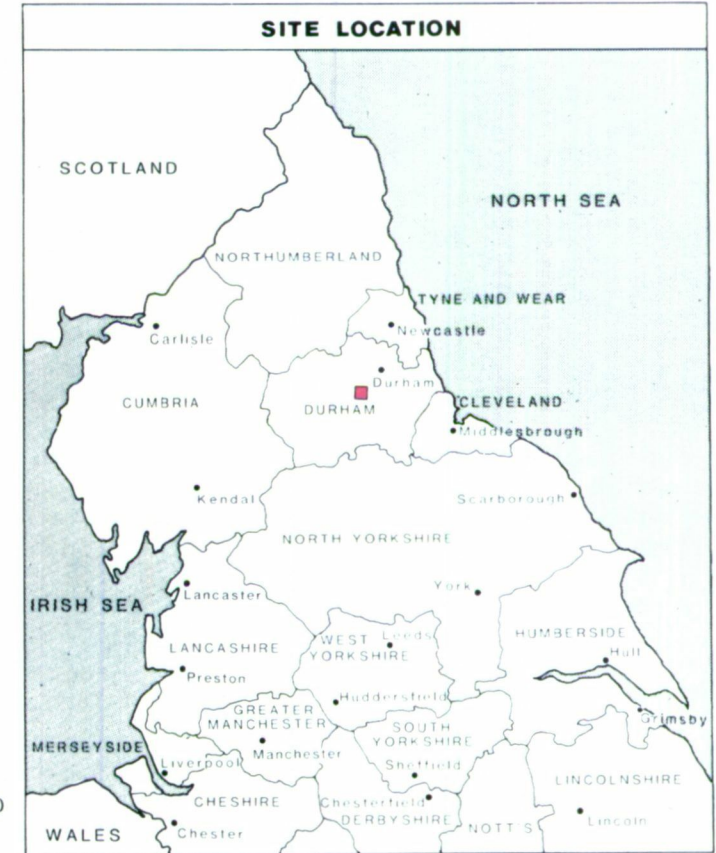 SITE LOCATION
SCOTLAND
NORTH SEA
NORTHUMBERLAND
TYNE AND WEAR
Newcastle
Carlisle
Durham
CUMBRIA
DURHAM
CLEVELAND
Middlesbrough
Kendal
Scarborough
NORTH YORKSHIRE
York
Lancaster
IRISH SEA
LANCASHIRE
WEST
YORKSHIRE
Leeds
HUMBERSIDE
Hull
Preston
Huddersfield
GREATER
MANCHESTER
Grimsby
SOUTH
YORKSHIRE
MERSEYSIDE
Manchester
Liverpool
Sheffield
LINCOLNSHIRE
CHESHIRE
Chesterfield
DERBYSHIRE
Lincoln
NOTT'S
WALES
Chester